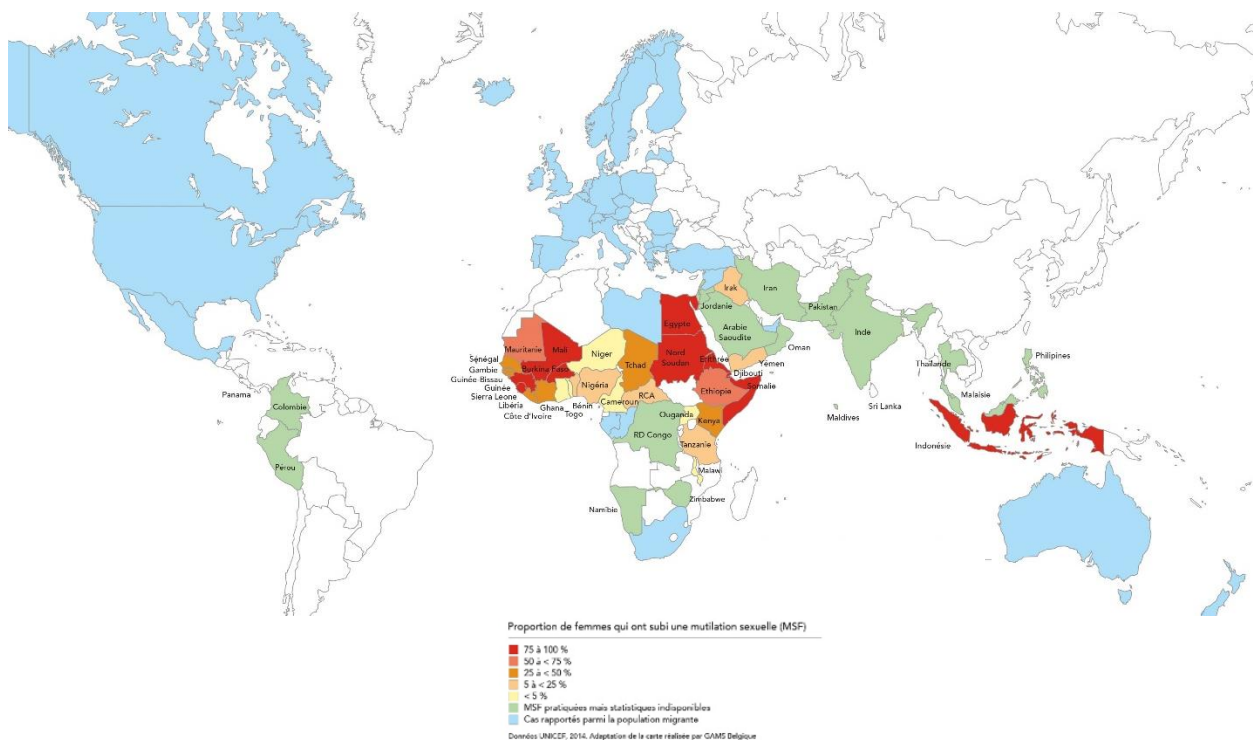 Irak
Iran
Jordanie
Pakistan
Egypte
Arabie
Saoudite
Inde
Oman
Mauritanie
Mali
Niger
Tchad
Nord
Soudan
Erithrée
Yemen
Sénégal
Gambie
Burkina Faso
Djibouti
Thaïlande
Philipines
Guinée Bissau
Guinée
Nigéria
Ethiopie
Somalie
Panama
Sierra Leone
Libéria
Côte d'Ivoire
Ghana
Togo
Bénin
Cameroun
RCA
Colombie
Ouganda
Kenya
Maldives
Sri Lanka
Malaisie
RD Congo
Tanzanie
Indonésie
Pérou
Malawi
Namibie
Zimbabwe
Proportion de femmes qui ont subi une mutilation sexuelle (MSF)
75 à 100 %
50 à < 75 %
25 à < 50 %
5 à < 25 %
< 5 %
MSF pratiquées mais statistiques indisponibles
Cas rapportés parmi la population migrante
Données UNICEF, 2014. Adaptation de la carte réalisée par GAMS Belgique